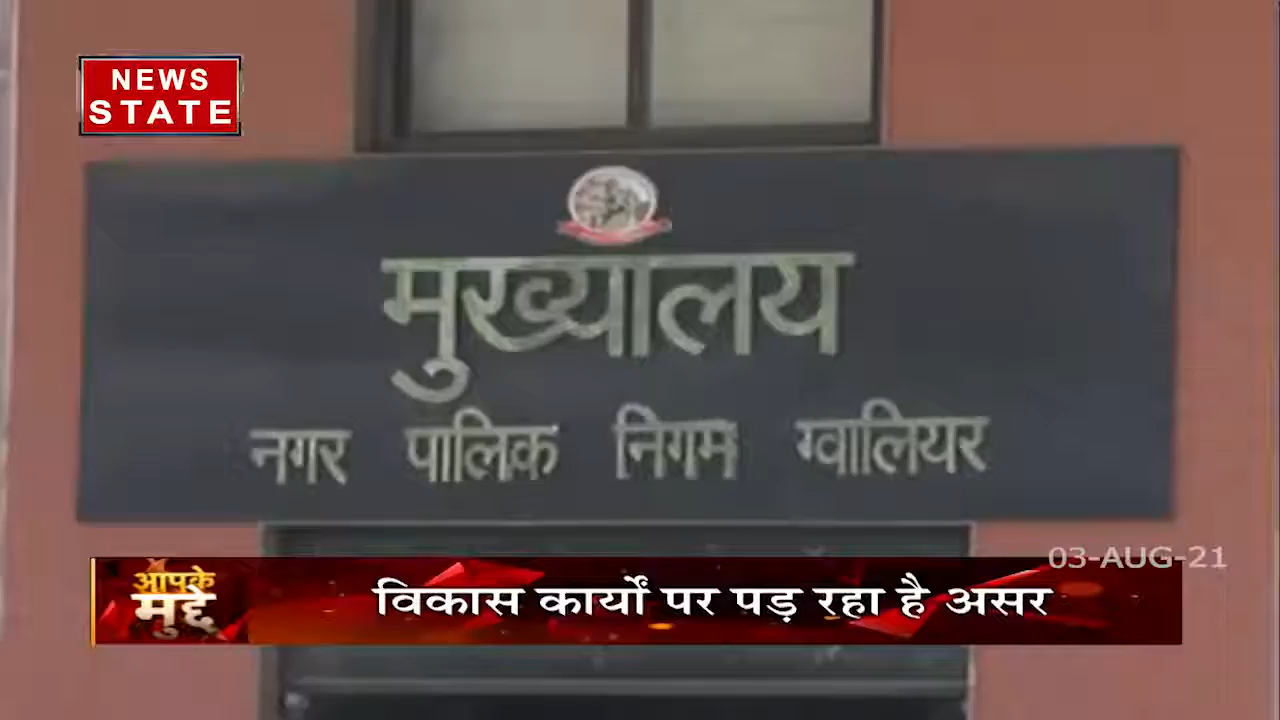 NEWS
STATE
मुख्यालय
नगर पालिक निगम ग्वालियर
03-AUG-21
आपके
मुद्दे
विकास कार्यों पर पड़ रहा है असर